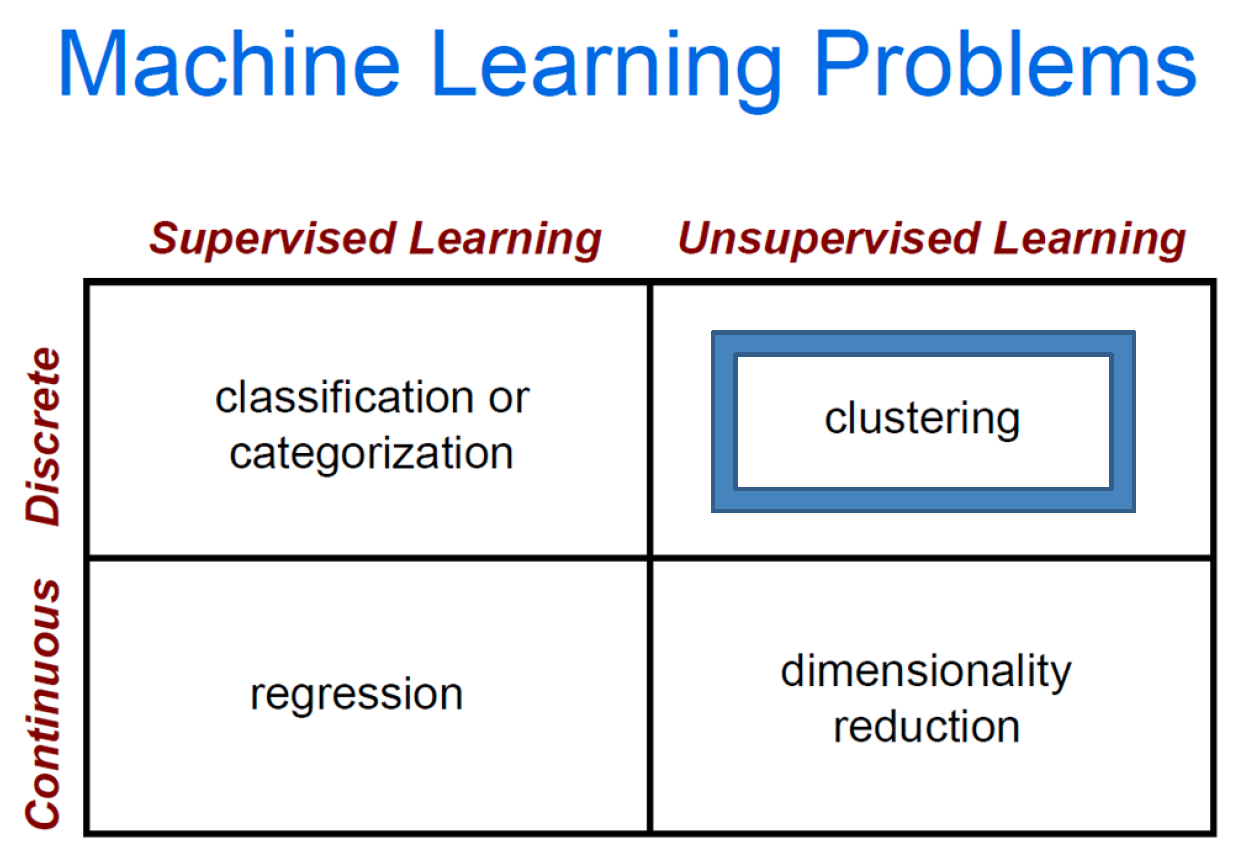 Machine Learning Problems
Supervised Learning
Unsupervised Learning
Discrete
classification or
categorization
clustering
Continuous
regression
dimensionality
reduction